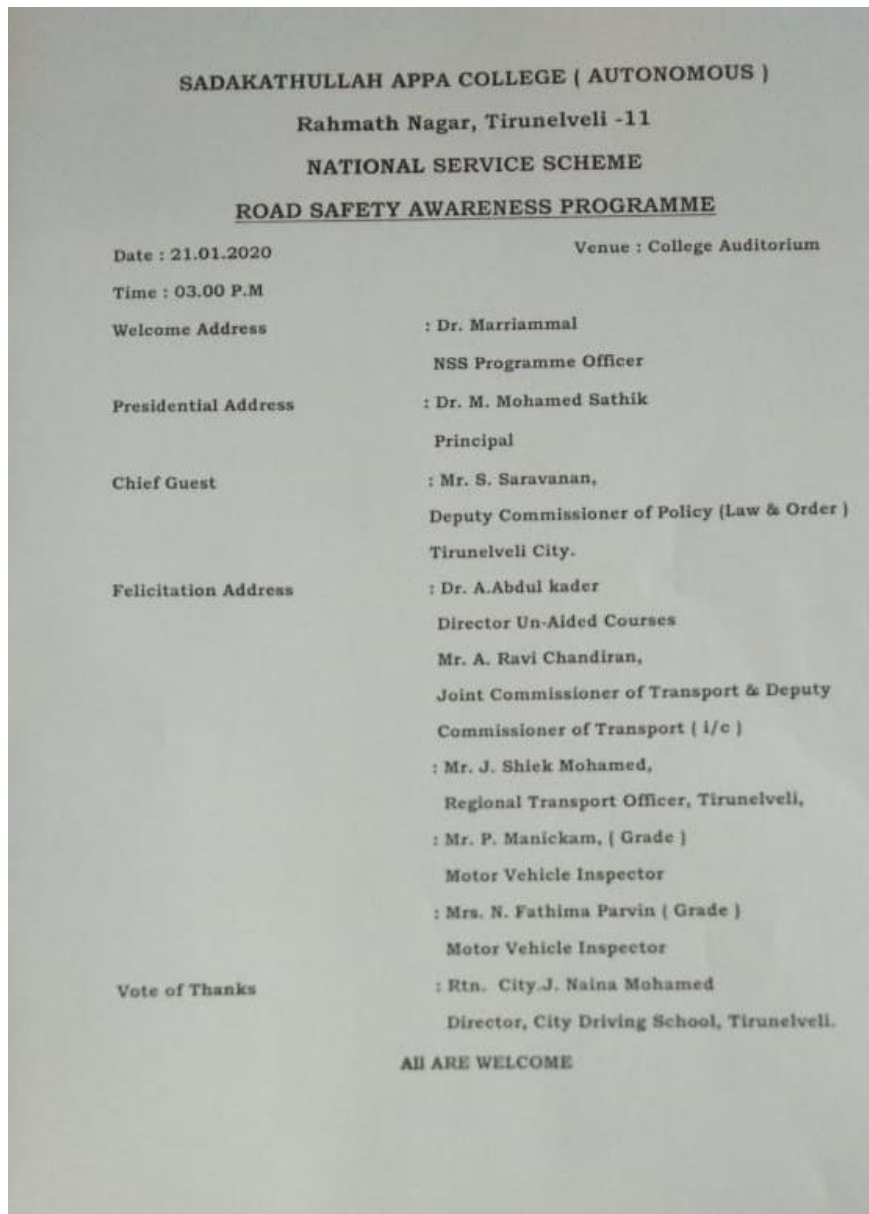 SADAKATHULLAH APPA COLLEGE ( AUTONOMOUS )
Rahmath Nagar, Tirunelveli -11
NATIONAL SERVICE SCHEME
ROAD SAFETY AWARENESS PROGRAMME
Date : 21.01.2020 Venue : College Auditorium
Time : 03.00 P.M
Welcome Address : Dr. Marriammal
NSS Programme Officer
Presidential Address : Dr. M. Mohamed Sathik
Principal
Chief Guest : Mr. S. Saravanan,
Deputy Commissioner of Policy (Law & Order )
Tirunelveli City.
Felicitation Address : Dr. A.Abdul kader
Director Un-Aided Courses
Mr. A. Ravi Chandiran,
Joint Commissioner of Transport & Deputy
Commissioner of Transport ( i/c )
: Mr. J. Shiek Mohamed,
Regional Transport Officer, Tirunelveli,
: Mr. P. Manickam, ( Grade )
Motor Vehicle Inspector
: Mrs. N. Fathima Parvin ( Grade )
Motor Vehicle Inspector
Vote of Thanks : Rtn. City.J. Naina Mohamed
Director, City Driving School, Tirunelveli.
All ARE WELCOME